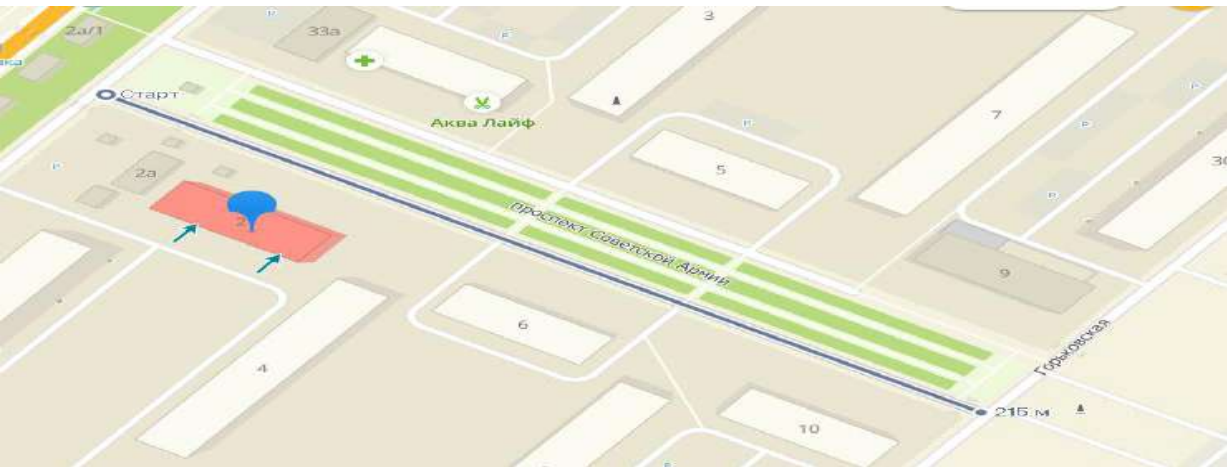 2а/1
33а
3
Старт
Аква Лайф
7
5
2а
2
проспект Советской Армии
9
6
Горьковская
4
215 м
10